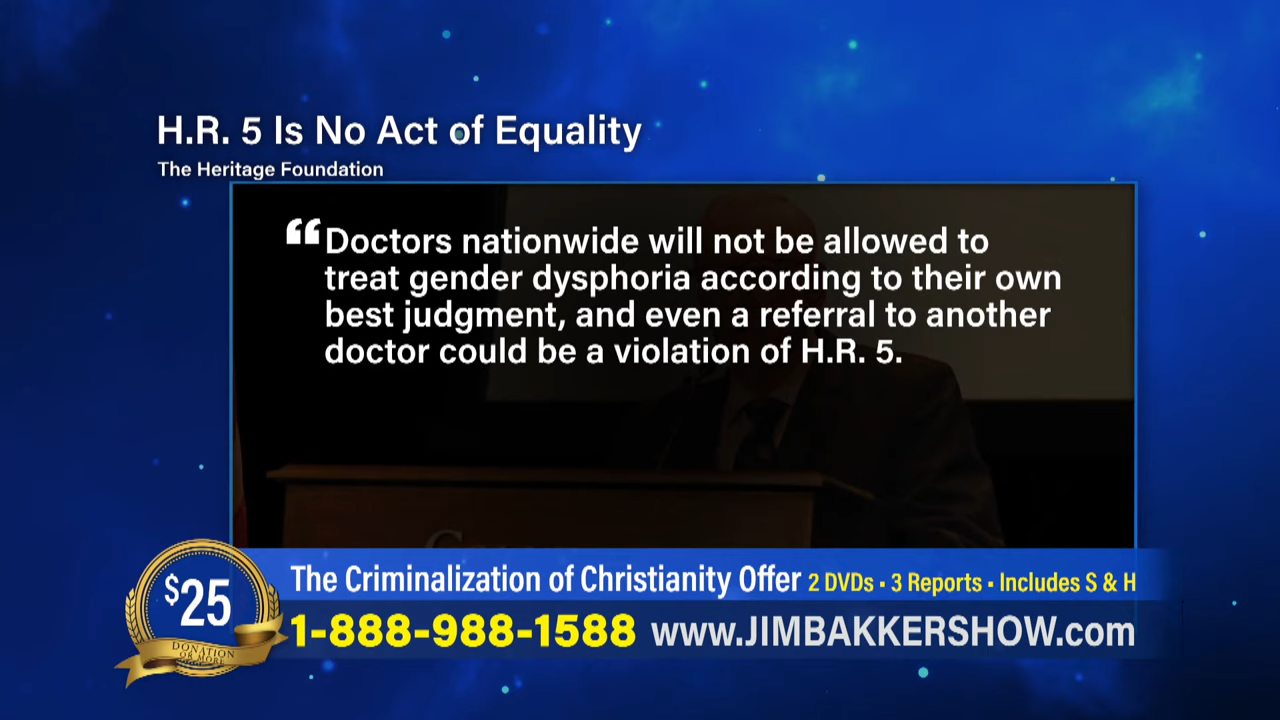 H.R. 5 Is No Act of Equality
The Heritage Foundation
“Doctors nationwide will not be allowed to
treat gender dysphoria according to their own
best judgment, and even a referral to another
doctor could be a violation of H.R. 5.
$25
DONATION
OR MORE
The Criminalization of Christianity Offer 2 DVDs • 3 Reports • Includes S & H
1-888-988-1588 www.JIMBAKKERSHOW.com